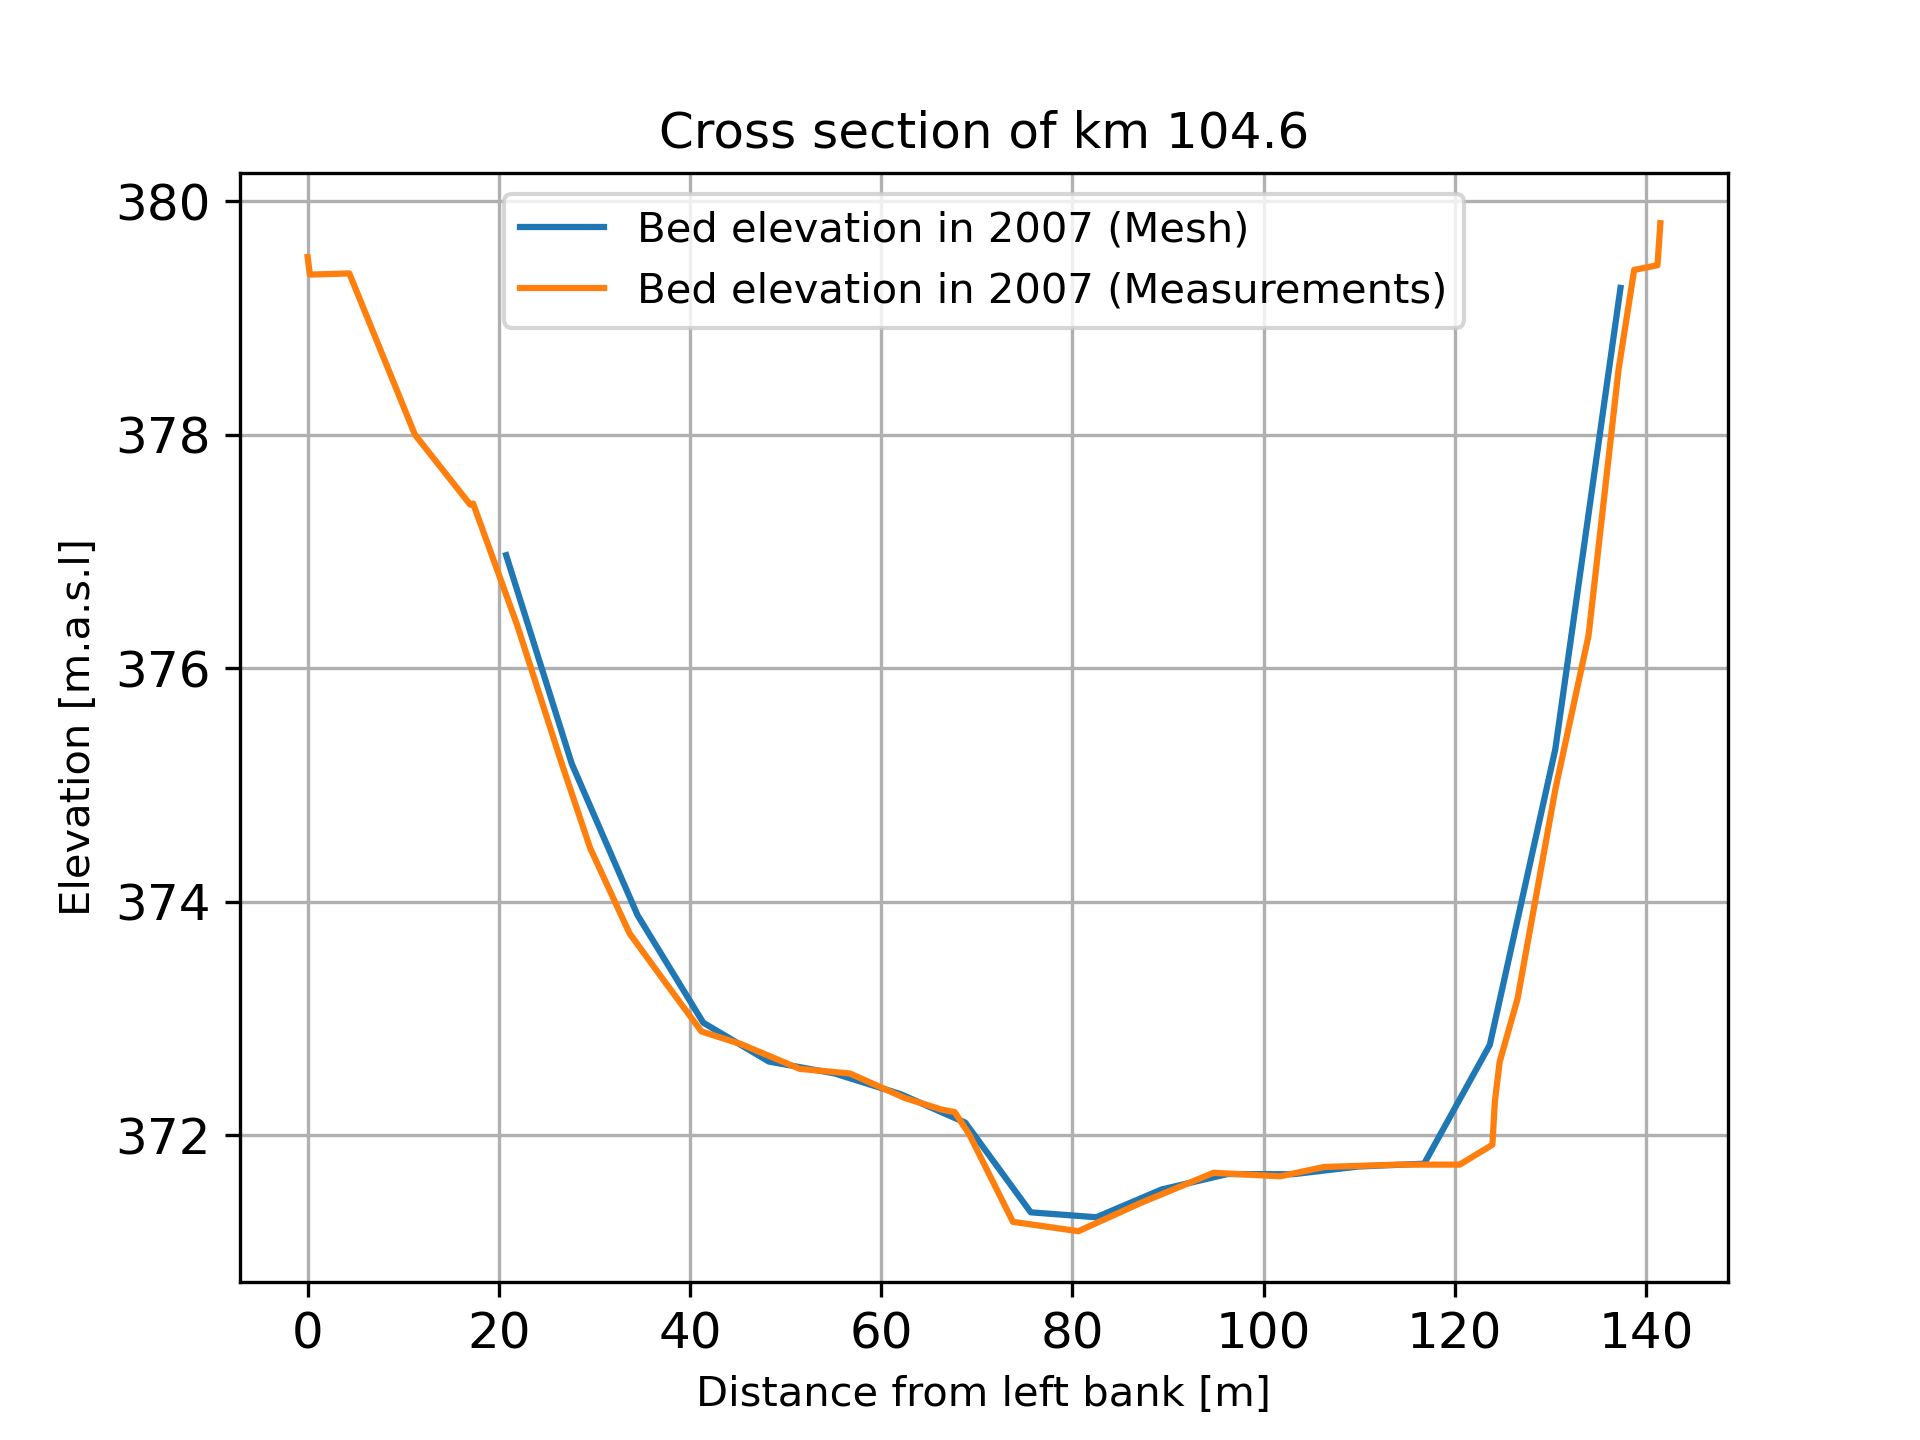 Cross section of km 104.6
Bed elevation in 2007 (Mesh)
Bed elevation in 2007 (Measurements)
Elevation [m.a.s.l]
380
378
376
374
372
0 20 40 60 80 100 120 140
Distance from left bank [m]